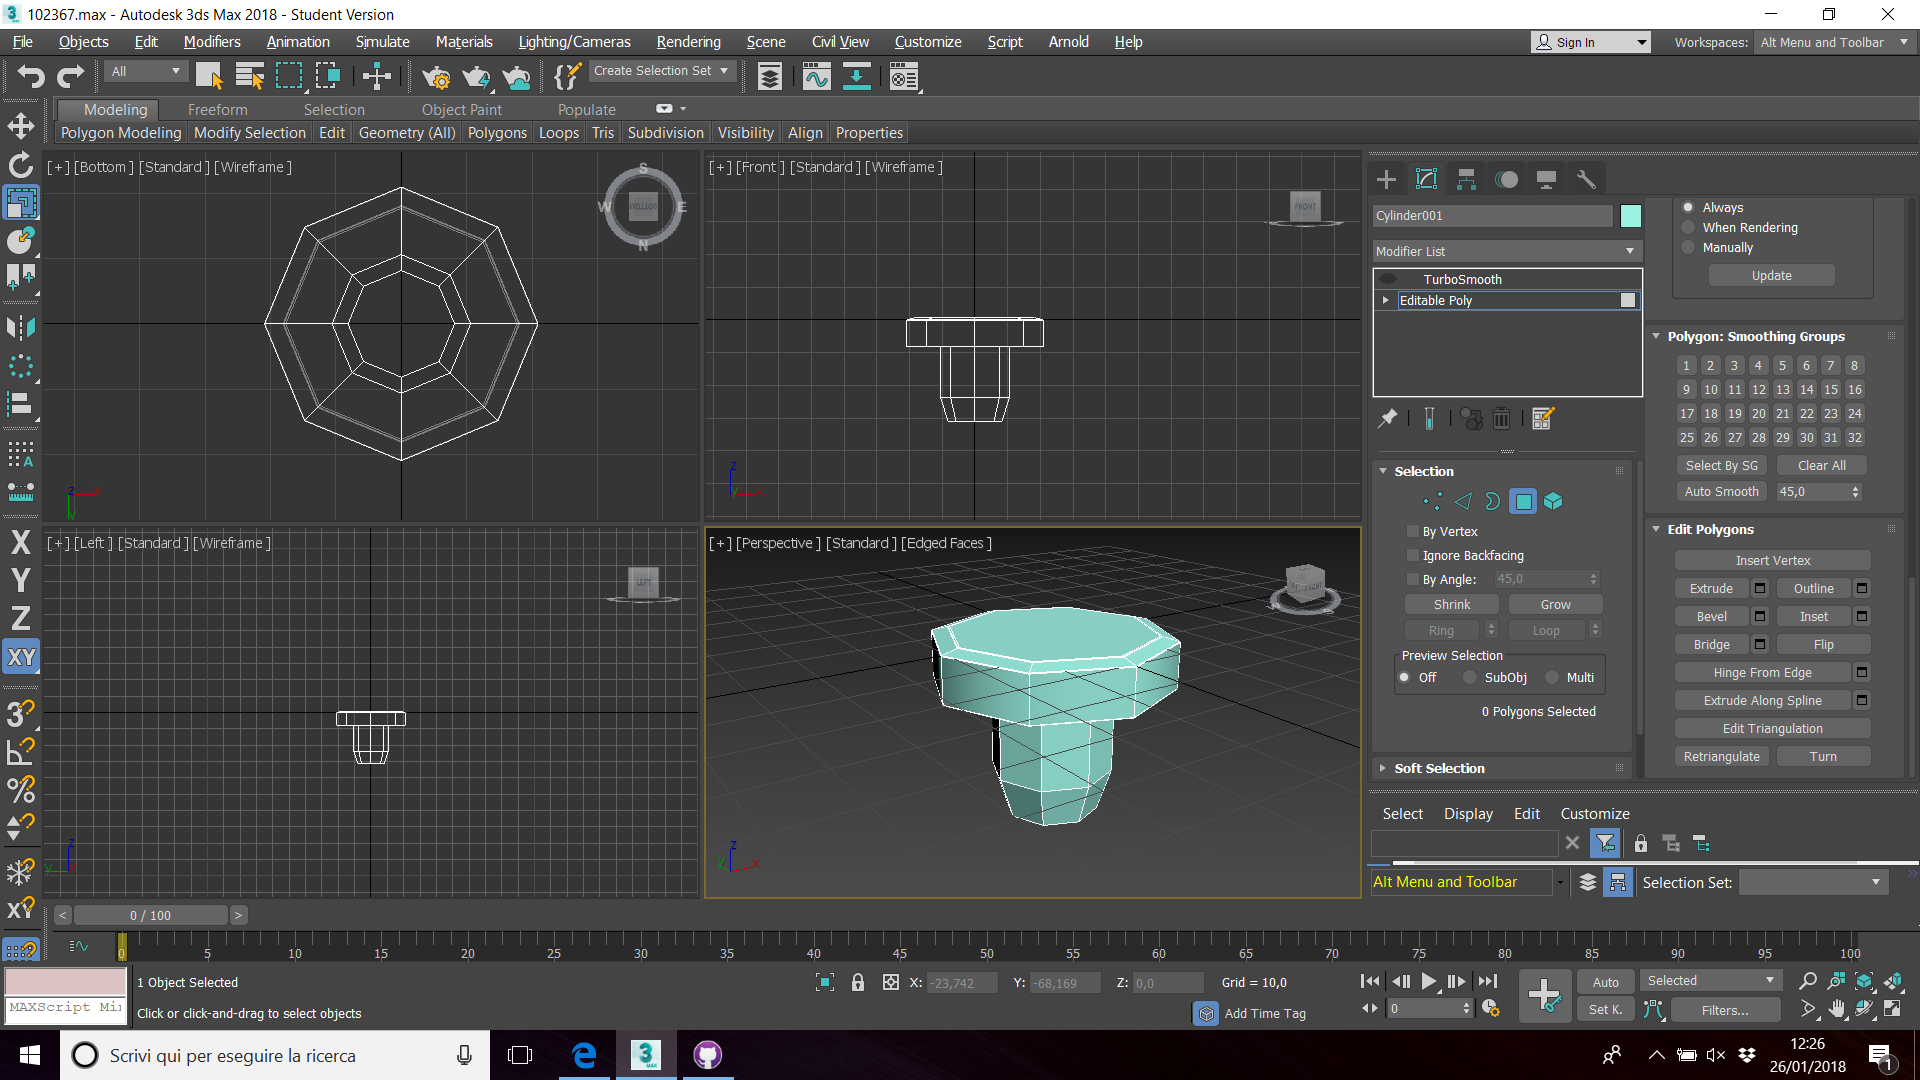 102367.max - Autodesk 3ds Max 2018 - Student Version
File Objects Edit Modifiers Animation Simulate Materials Lighting/Cameras Rendering Scene Civil View Customize Script Arnold Help
Sign In Workspaces: Alt Menu and Toolbar
All Create Selection Set
Modeling Freeform Selection Object Paint Populate
Polygon Modeling Modify Selection Edit Geometry (All) Polygons Loops Tris Subdivision Visibility Align Properties
[+] [Bottom ] [Standard ] [Wireframe ]
S
W E
BOTTOM
N
[+] [Front ] [Standard ] [Wireframe ]
FRONT
Z
Y X
[+] [Left ] [Standard ] [Wireframe ]
LEFT
[+] [Perspective ] [Standard ] [Edged Faces ]
X
Y
Z
XY
3
%
XY
Cylinder001
Modifier List
TurboSmooth
Editable Poly
Selection
By Vertex
Ignore Backfacing
By Angle: 45,0
Shrink Grow
Ring Loop
Preview Selection
Off SubObj Multi
0 Polygons Selected
Soft Selection
Always
When Rendering
Manually
Update
Polygon: Smoothing Groups
1 2 3 4 5 6 7 8
9 10 11 12 13 14 15 16
17 18 19 20 21 22 23 24
25 26 27 28 29 30 31 32
Select By SG Clear All
Auto Smooth 45,0
Edit Polygons
Insert Vertex
Extrude Outline
Bevel Inset
Bridge Flip
Hinge From Edge
Extrude Along Spline
Edit Triangulation
Retriangulate Turn
Select Display Edit Customize
Alt Menu and Toolbar Selection Set:
< 0 / 100 >
0 5 10 15 20 25 30 35 40 45 50 55 60 65 70 75 80 85 90 95 100
1 Object Selected X: -23,742 Y: -68,169 Z: 0,0 Grid = 10,0 Auto Selected
MAXScript Mi
Click or click-and-drag to select objects Add Time Tag 0 Set K. Filters...
Scrivi qui per eseguire la ricerca
3
MAX
12:26
26/01/2018
1